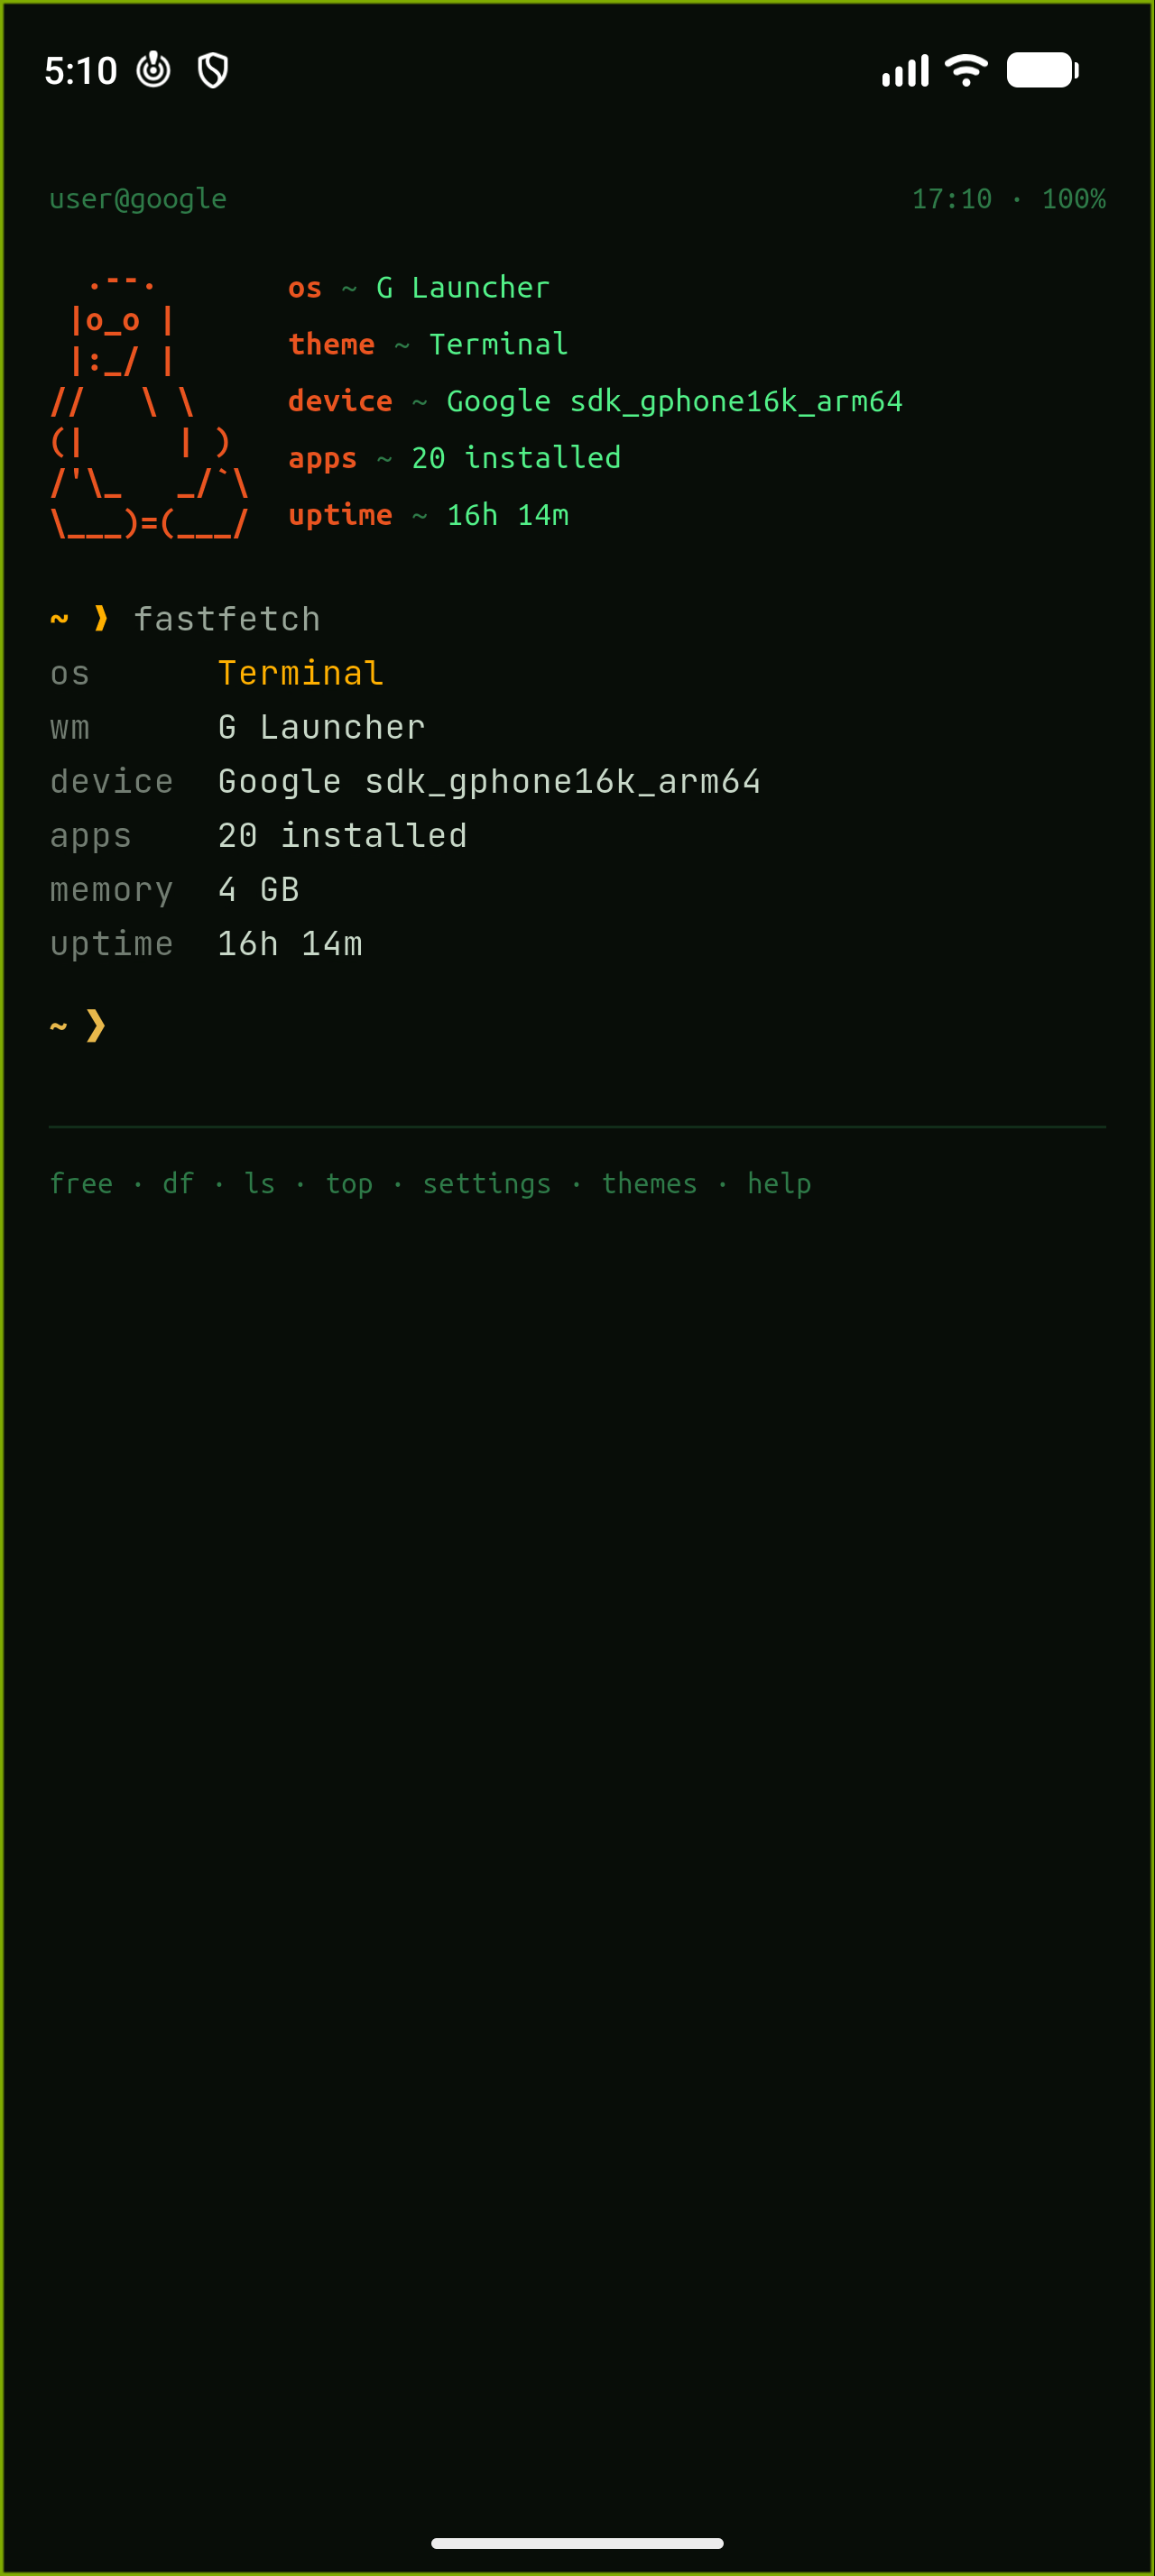 5:10
user@google 17:10 · 100%
os ~ G Launcher
theme ~ Terminal
device ~ Google sdk_gphone16k_arm64
apps ~ 20 installed
uptime ~ 16h 14m
  .--.
 |o_o |
 |:_/ |
//   \ \
(|     | )
/'\_   _/`\
\___)=(___/
~ ❯ fastfetch
os Terminal
wm G Launcher
device Google sdk_gphone16k_arm64
apps 20 installed
memory 4 GB
uptime 16h 14m
~ ❯
free · df · ls · top · settings · themes · help